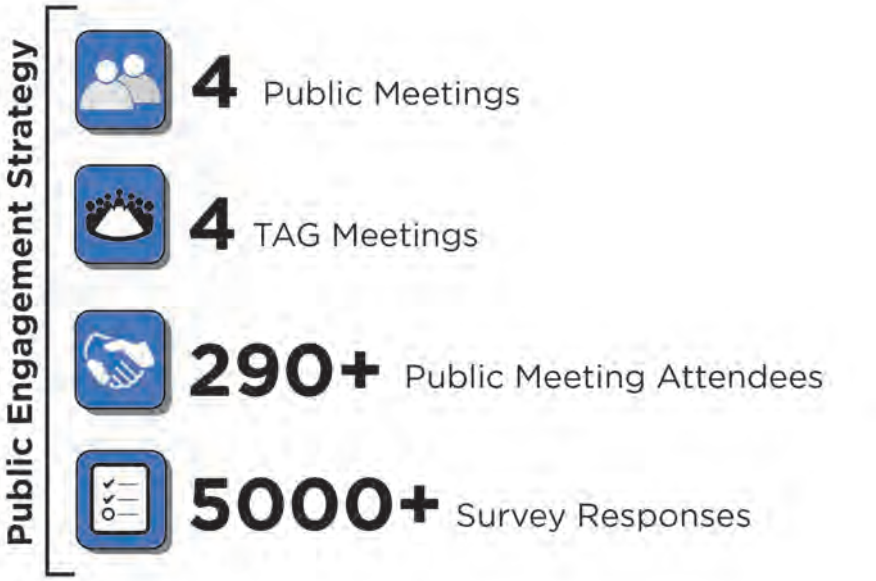 Public Engagement Strategy
4 Public Meetings
4 TAG Meetings
290+ Public Meeting Attendees
5000+ Survey Responses